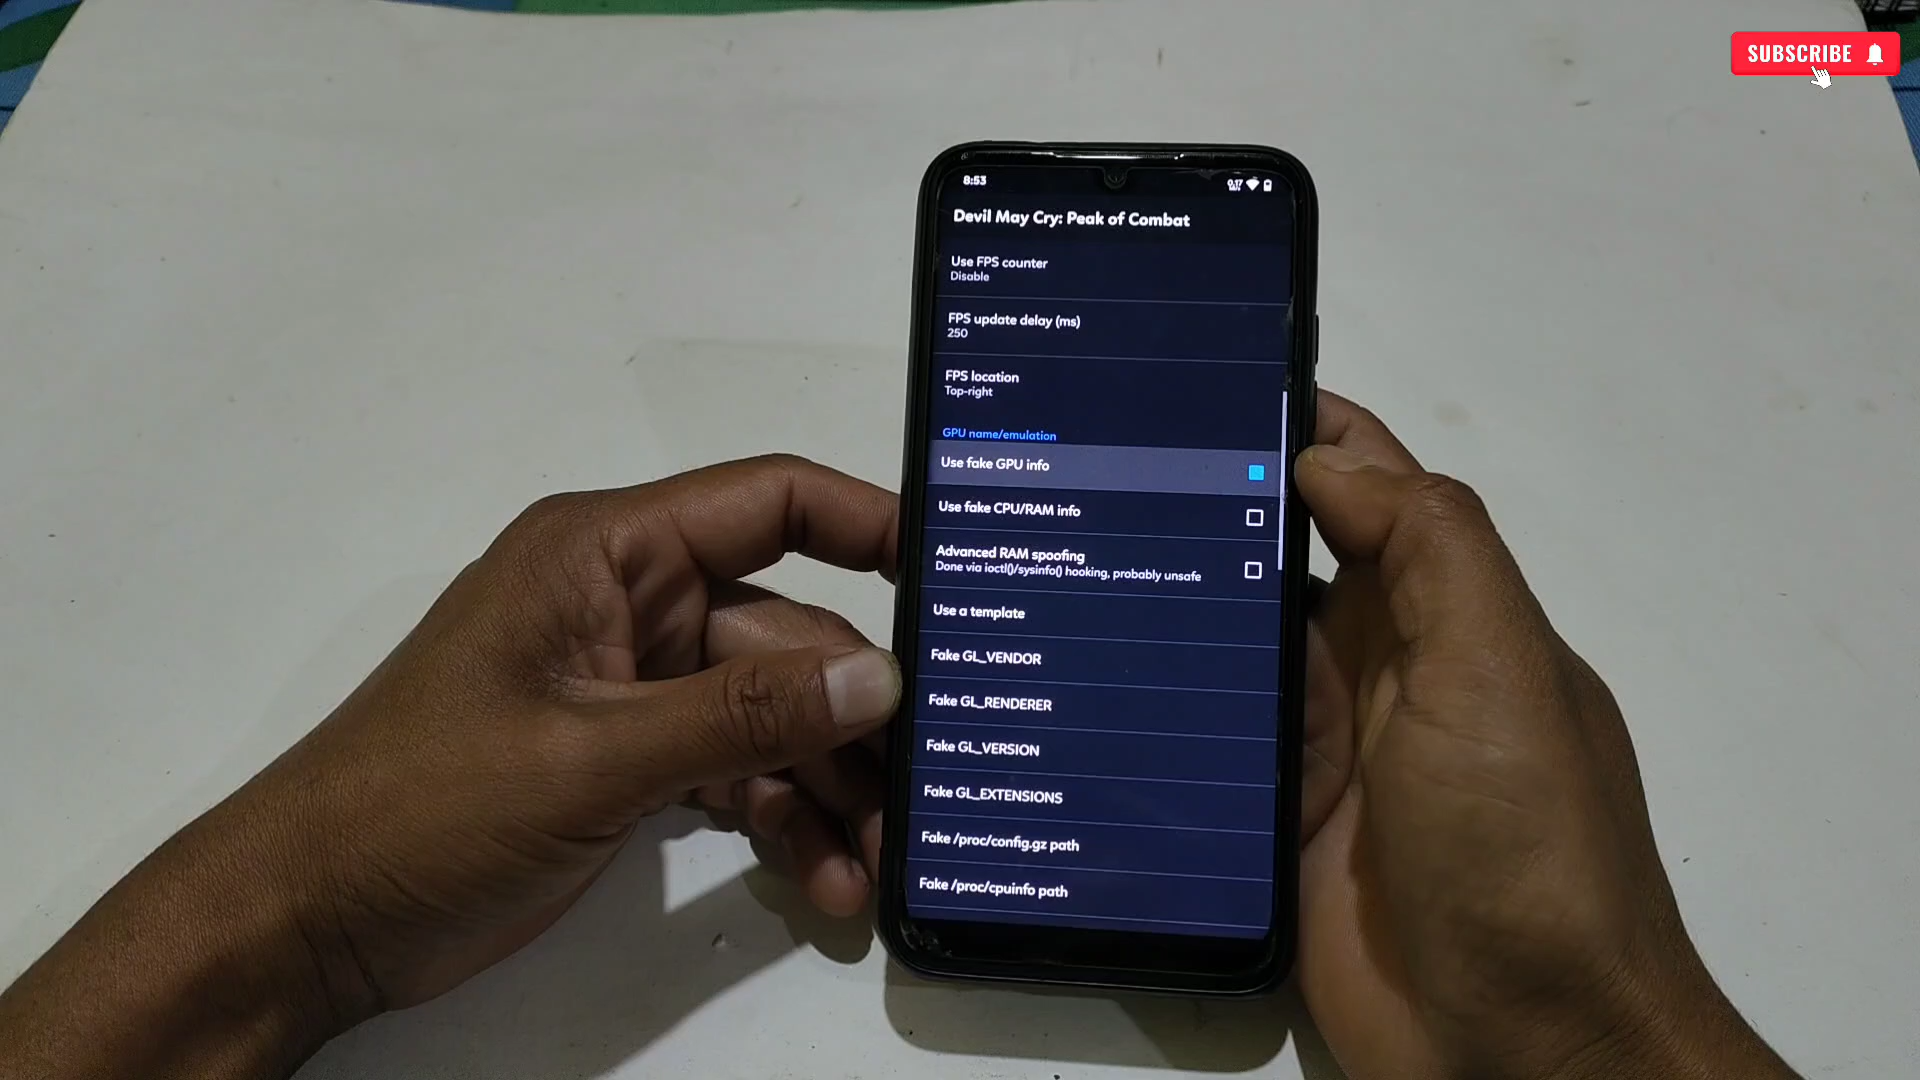 SUBSCRIBE
8:53
0.17
Devil May Cry: Peak of Combat
Use FPS counter
Disable
FPS update delay (ms)
250
FPS location
Top-right
GPU name/emulation
Use fake GPU info
Use fake CPU/RAM info
Advanced RAM spoofing
Done via ioctl()/sysinfo() hooking, probably unsafe
Use a template
Fake GL_VENDOR
Fake GL_RENDERER
Fake GL_VERSION
Fake GL_EXTENSIONS
Fake /proc/config.gz path
Fake /proc/cpuinfo path